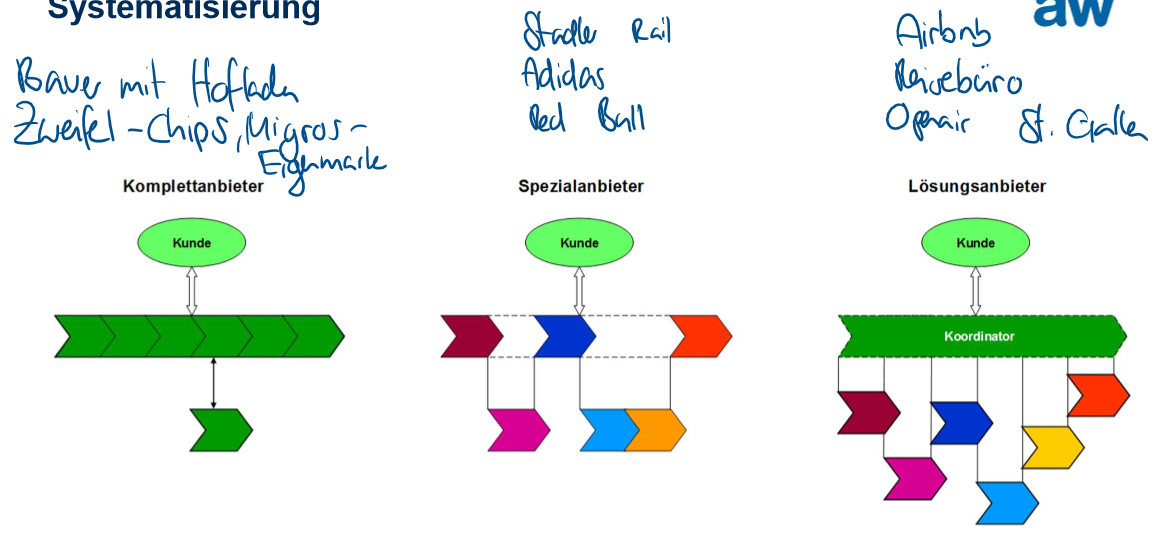 Systematisierung
aw
Bauer mit Hofladen
Zweifel-Chips, Migros-
Eigenmarke
Stadler Rail
Adidas
Red Bull
Airbnb
Reisebüro
Openair St. Gallen
Komplettanbieter
Spezialanbieter
Lösungsanbieter
Kunde
Kunde
Kunde
Koordinator